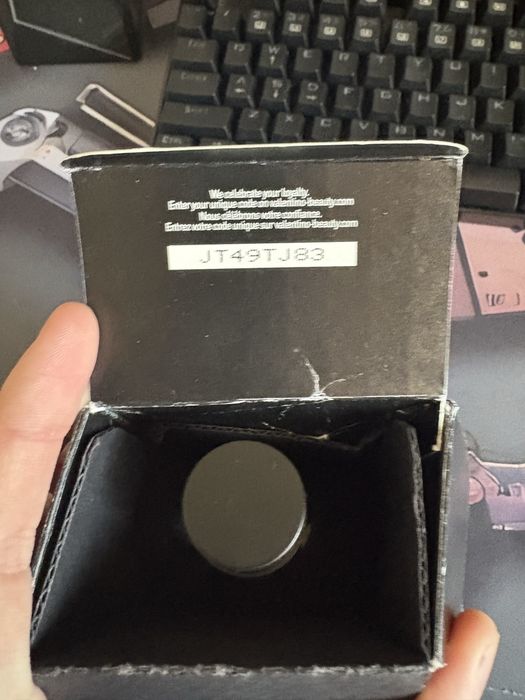 We celebrate your loyalty.
Enter your unique code on valentino-beauty.com
Nous célébrons votre confiance.
Entrez votre code unique sur valentino-beauty.com
JT49TJ83